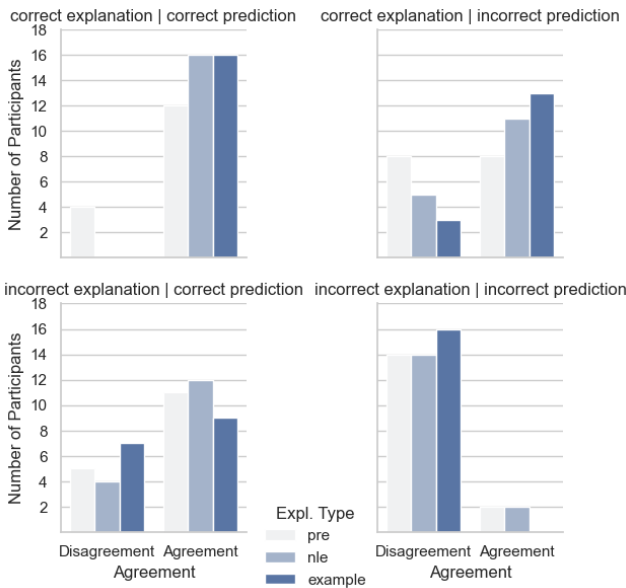 correct explanation | correct prediction
correct explanation | incorrect prediction
18
16
14
12
10
8
6
4
2
Number of Participants
incorrect explanation | correct prediction
incorrect explanation | incorrect prediction
18
16
14
12
10
8
6
4
2
Number of Participants
Disagreement Agreement
Agreement
Disagreement Agreement
Agreement
Expl. Type
pre
nle
example